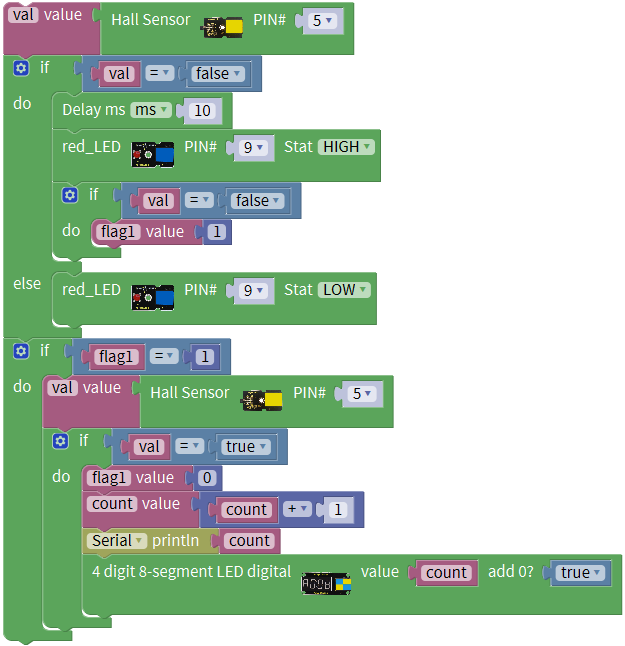 val value Hall Sensor PIN# 5
if val = false
do Delay ms ms 10
red_LED PIN# 9 Stat HIGH
if val = false
do flag1 value 1
else red_LED PIN# 9 Stat LOW
if flag1 = 1
do val value Hall Sensor PIN# 5
if val = true
do flag1 value 0
count value count + 1
Serial println count
4 digit 8-segment LED digital value count add 0? true